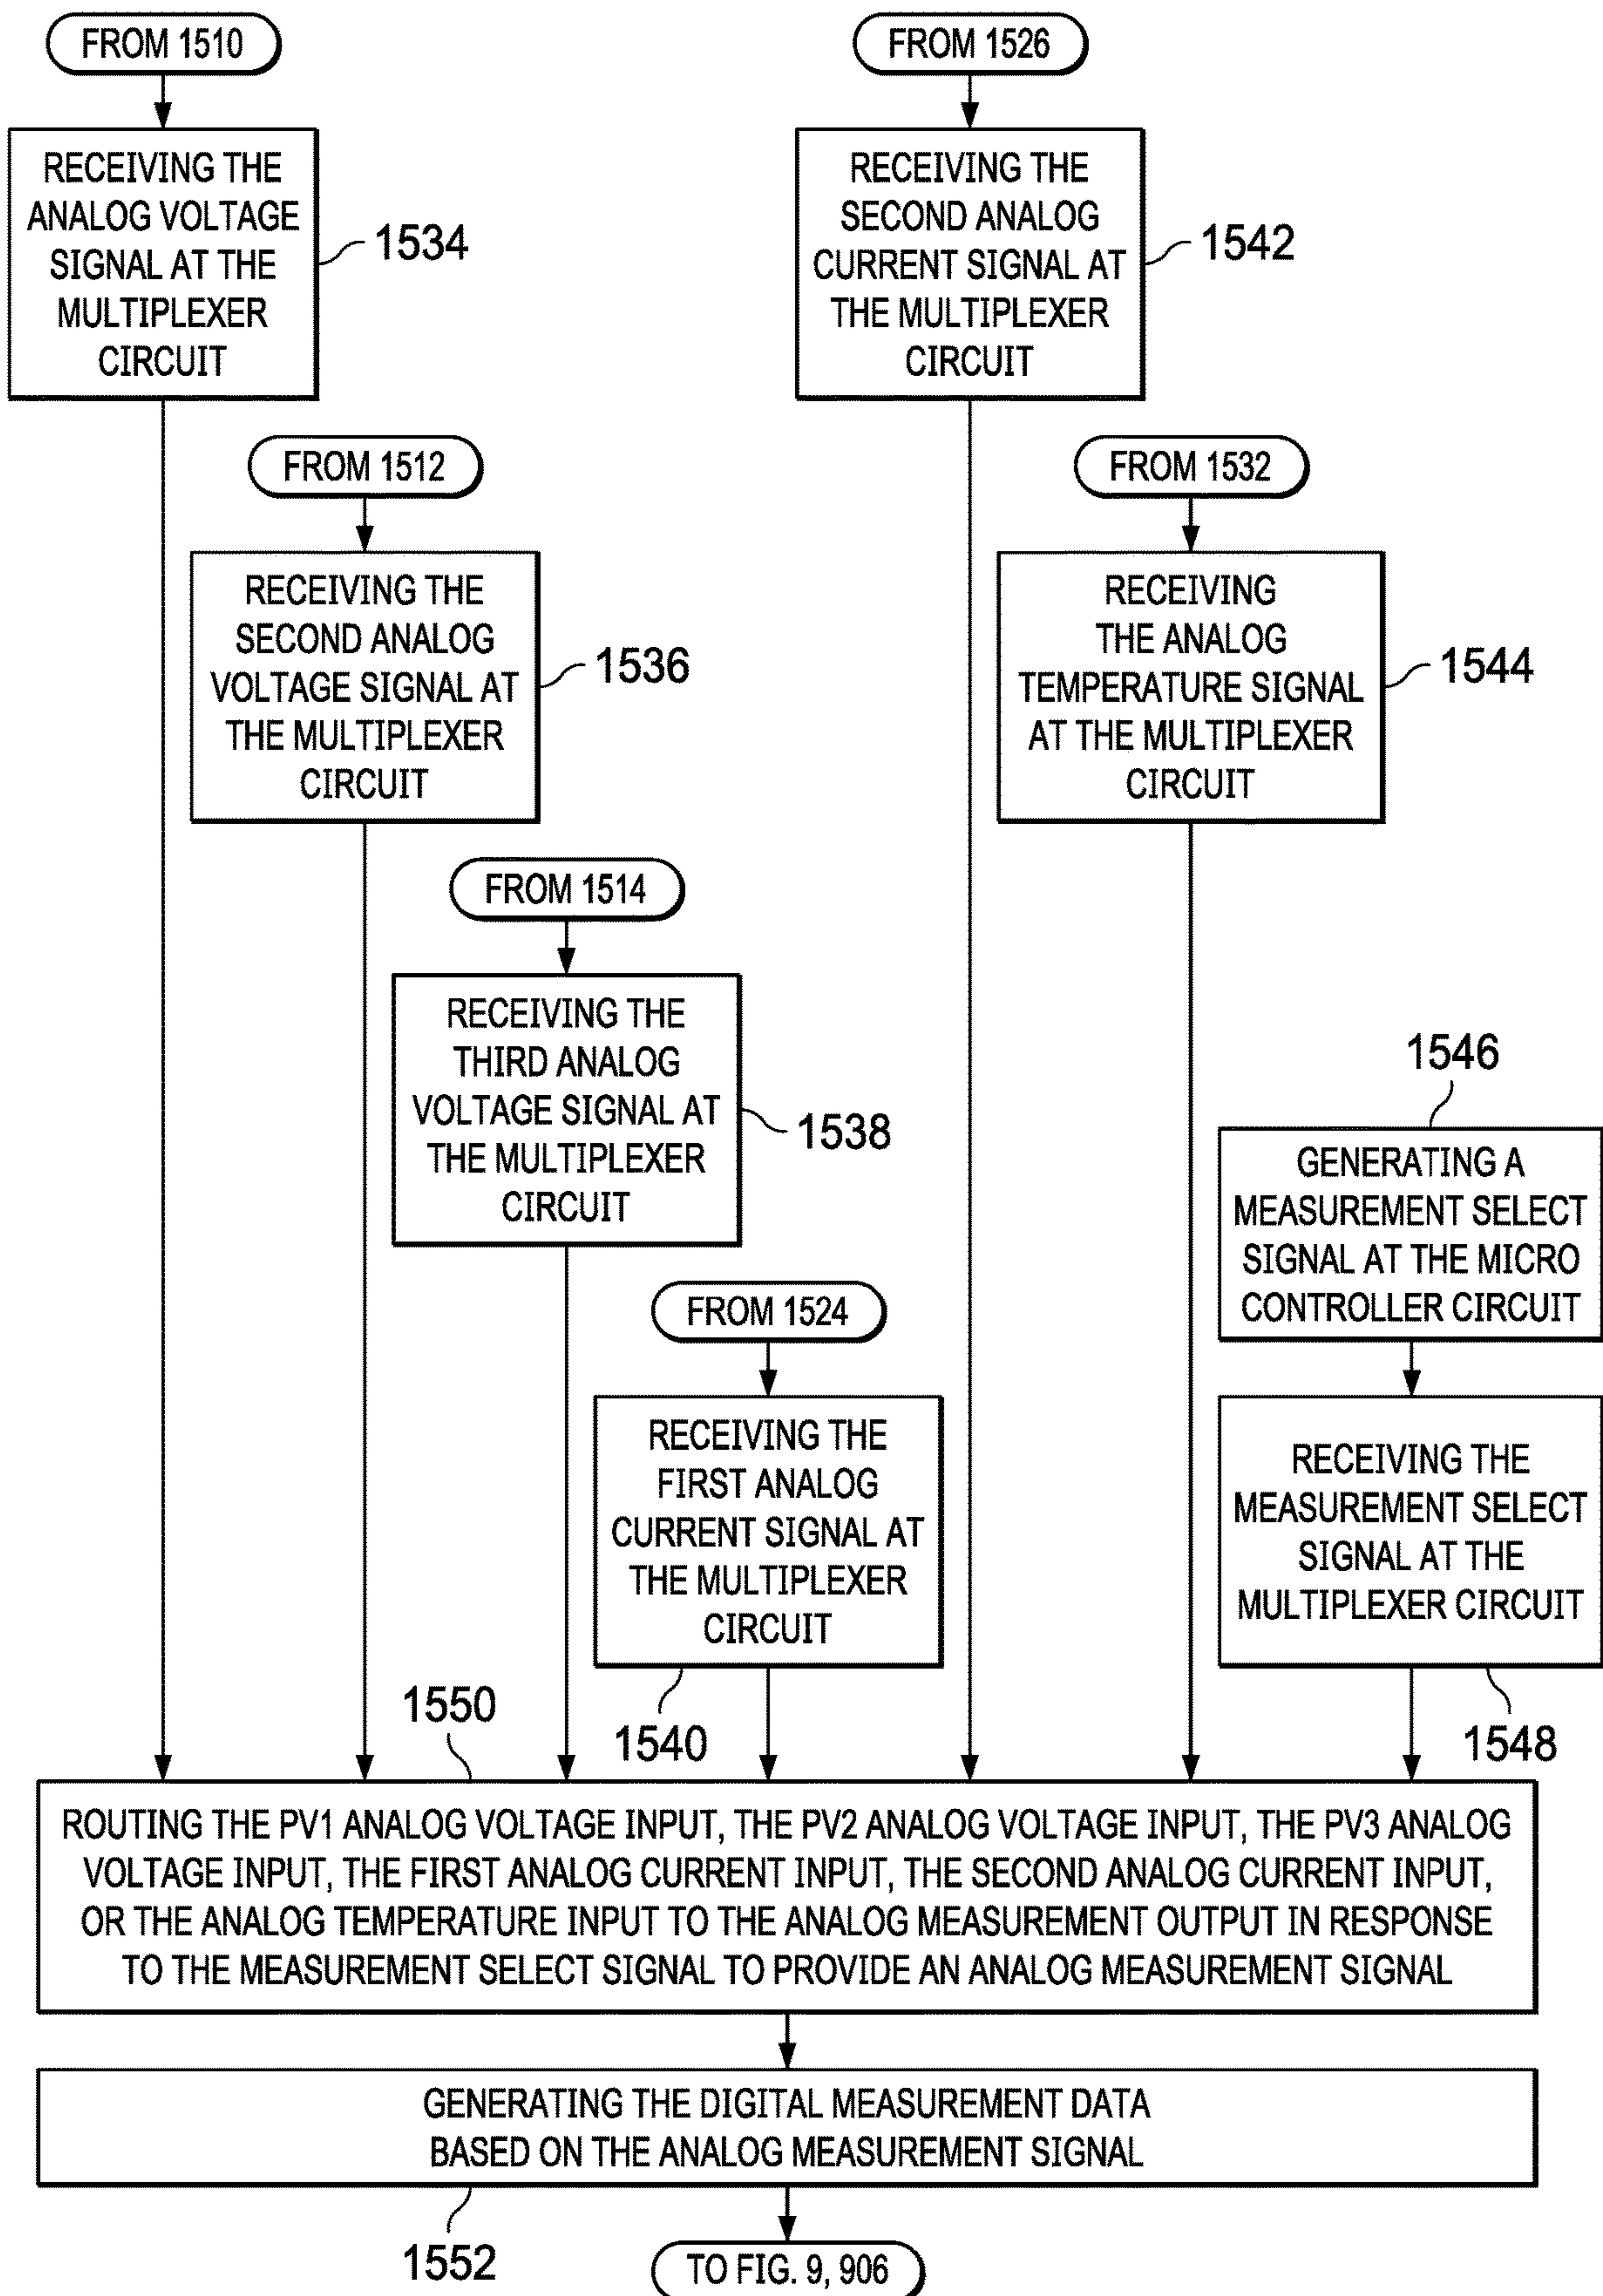 FROM 1510
RECEIVING THE
ANALOG VOLTAGE
SIGNAL AT THE
MULTIPLEXER
CIRCUIT
1534
FROM 1526
RECEIVING THE
SECOND ANALOG
CURRENT SIGNAL AT
THE MULTIPLEXER
CIRCUIT
1542
FROM 1512
RECEIVING THE
SECOND ANALOG
VOLTAGE SIGNAL AT
THE MULTIPLEXER
CIRCUIT
1536
FROM 1532
RECEIVING
THE ANALOG
TEMPERATURE SIGNAL
AT THE MULTIPLEXER
CIRCUIT
1544
FROM 1514
RECEIVING THE
THIRD ANALOG
VOLTAGE SIGNAL AT
THE MULTIPLEXER
CIRCUIT
1538
1546
GENERATING A
MEASUREMENT SELECT
SIGNAL AT THE MICRO
CONTROLLER CIRCUIT
FROM 1524
RECEIVING THE
FIRST ANALOG
CURRENT SIGNAL AT
THE MULTIPLEXER
CIRCUIT
1540
RECEIVING THE
MEASUREMENT SELECT
SIGNAL AT THE
MULTIPLEXER CIRCUIT
1548
1550
ROUTING THE PV1 ANALOG VOLTAGE INPUT, THE PV2 ANALOG VOLTAGE INPUT, THE PV3 ANALOG
VOLTAGE INPUT, THE FIRST ANALOG CURRENT INPUT, THE SECOND ANALOG CURRENT INPUT,
OR THE ANALOG TEMPERATURE INPUT TO THE ANALOG MEASUREMENT OUTPUT IN RESPONSE
TO THE MEASUREMENT SELECT SIGNAL TO PROVIDE AN ANALOG MEASUREMENT SIGNAL
GENERATING THE DIGITAL MEASUREMENT DATA
BASED ON THE ANALOG MEASUREMENT SIGNAL
1552
TO FIG. 9, 906